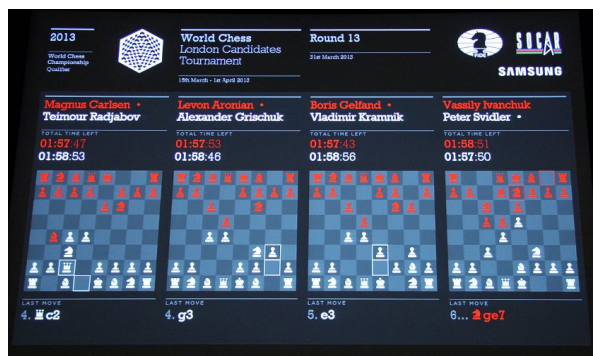 2013
World Chess
Championship
Qualifier
World Chess
London Candidates
Tournament
15th March - 1st April 2013
Round 13
31st March 2013
FIDE
SOCAR
SAMSUNG
Magnus Carlsen •
Teimour Radjabov
TOTAL TIME LEFT
01:57:47
01:58:53
LAST MOVE
4. ♛c2
Levon Aronian •
Alexander Grischuk
TOTAL TIME LEFT
01:57:53
01:58:46
LAST MOVE
4. g3
Boris Gelfand •
Vladimir Kramnik
TOTAL TIME LEFT
01:57:43
01:58:56
LAST MOVE
5. e3
Vassily Ivanchuk
Peter Svidler •
TOTAL TIME LEFT
01:58:51
01:57:50
LAST MOVE
6... ♞ge7